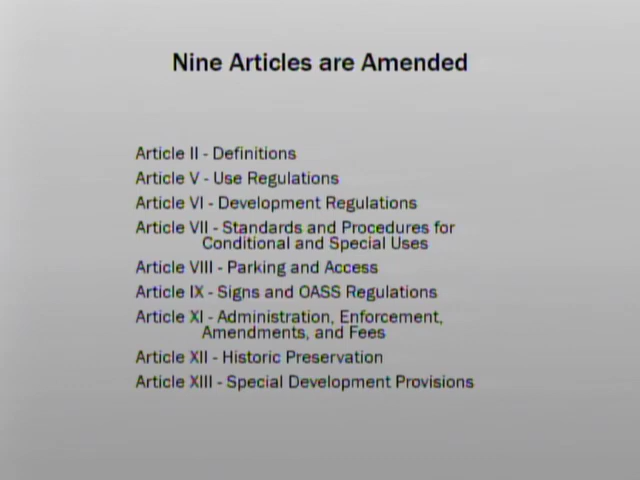 Nine Articles are Amended
Article II - Definitions
Article V - Use Regulations
Article VI - Development Regulations
Article VII - Standards and Procedures for
Conditional and Special Uses
Article VIII - Parking and Access
Article IX - Signs and OASS Regulations
Article XI - Administration, Enforcement,
Amendments, and Fees
Article XII - Historic Preservation
Article XIII - Special Development Provisions